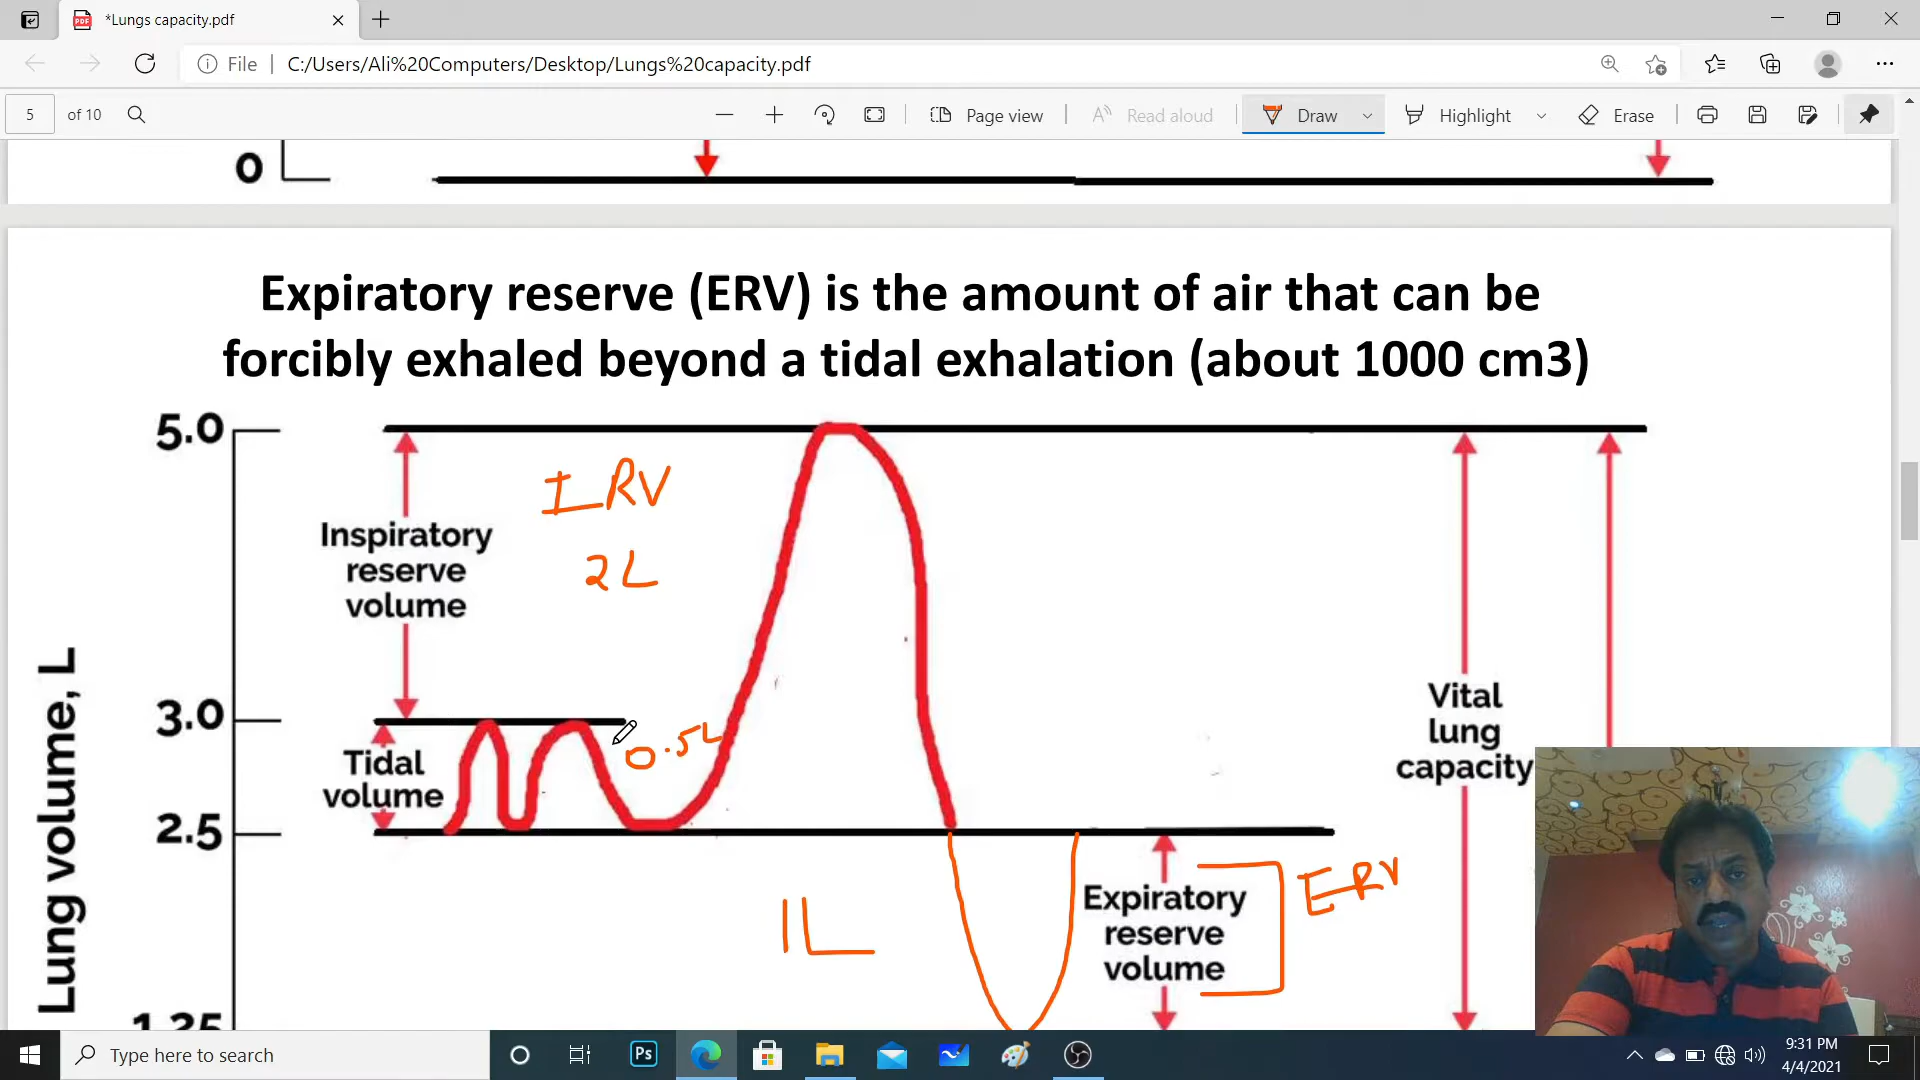 *Lungs capacity.pdf
File
C:/Users/Ali%20Computers/Desktop/Lungs%20capacity.pdf
5 of 10
Page view
Read aloud
Draw
Highlight
Erase
0
Expiratory reserve (ERV) is the amount of air that can be
forcibly exhaled beyond a tidal exhalation (about 1000 cm3)
5.0
IRV
Inspiratory
reserve
volume
2L
Lung volume, L
3.0
0.5L
Tidal
volume
2.5
Vital
lung
capacity
Expiratory
reserve
volume
ERV
1L
1.25
Type here to search
Ps
9:31 PM
4/4/2021